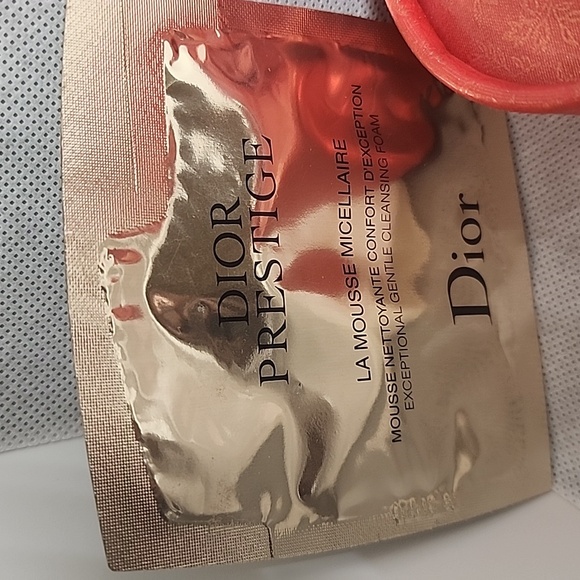 DIOR
PRESTIGE
LA MOUSSE MICELLAIRE
MOUSSE NETTOYANTE CONFORT D'EXCEPTION
EXCEPTIONAL GENTLE CLEANSING FOAM
Dior